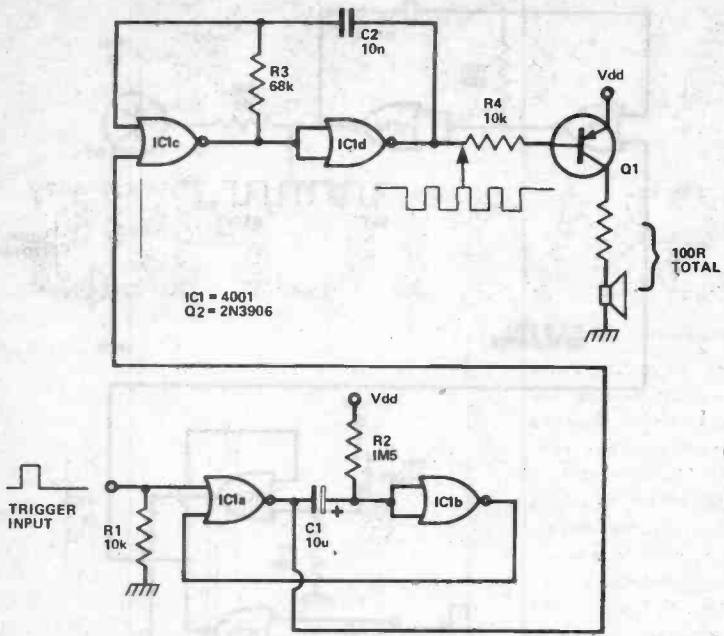 C2
10n
R3
68k
Vdd
R4
10k
IC1c
IC1d
Q1
100R
TOTAL
IC1 = 4001
Q2 = 2N3906
Vdd
R2
IM5
TRIGGER
INPUT
IC1a
IC1b
R1
10k
C1
+
10u